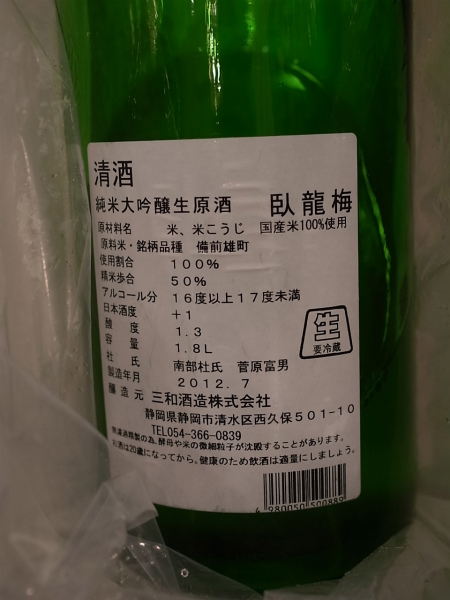 清酒
純米大吟醸生原酒 臥龍梅
原材料名 米、米こうじ 国産米100%使用
原料米・銘柄品種 備前雄町
使用割合 100%
精米歩合 50%
アルコール分 16度以上17度未満
日本酒度 +1
酸度 1.3
容量 1.8L
杜氏 南部杜氏 菅原富男
製造年月 2012.7
生
要冷蔵
醸造元 三和酒造株式会社
静岡県静岡市清水区西久保501-10
TEL054-366-0839
無濾過精製の為、酵母や米の微細粒子が沈殿することがあります。
お酒は20歳になってから。健康のため飲酒は適量にしましょう。
4 980050 500889